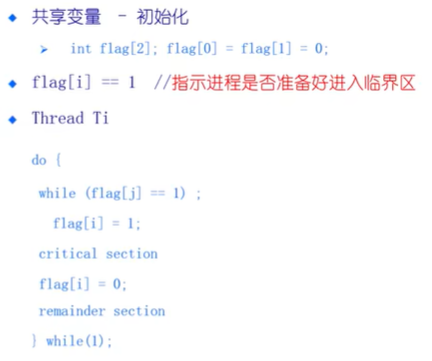 共享变量 - 初始化
int flag[2]; flag[0] = flag[1] = 0;
flag[i] == 1 //指示进程是否准备好进入临界区
Thread Ti
do {
while (flag[j] == 1) ;
flag[i] = 1;
critical section
flag[i] = 0;
remainder section
} while(1);